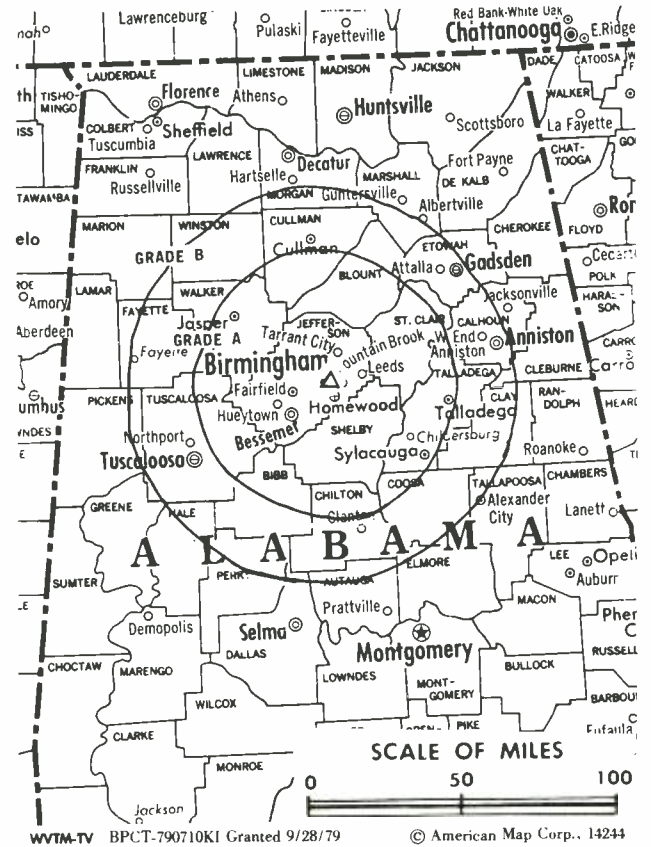 Red Bank-White Oak
Lawrenceburg
Pulaski
Fayetteville
Chattanooga
E.Ridge
LAUDERDALE
LIMESTONE
MADISON
JACKSON
DADE
CATOOSA
TISHO-
MINGO
Florence
Athens
Huntsville
WALKER
COLBERT
Sheffield
Tuscumbia
Scottsboro
La Fayette
LAWRENCE
Decatur
CHAT-
TOOGA
FRANKLIN
Russellville
Hartselle
MARSHALL
Fort Payne
DE KALB
MORGAN
Guntersville
Albertville
TAWAMBA
MARION
WINSTON
CULLMAN
CHEROKEE
FLOYD
Cullman
ETOWAH
GRADE B
Attalla
Gadsden
BLOUNT
POLK
LAMAR
WALKER
Jacksonville
HARAL-
SON
Amory
FAYETTE
Jasper
JEFFER-
SON
ST. CLAIR
CALHOUN
Aberdeen
GRADE A
Tarrant City
W. End
Anniston
Anniston
Fayette
Birmingham
Mountain Brook
Leeds
TALLADEGA
CLEBURNE
PICKENS
TUSCALOOSA
Fairfield
Homewood
CLAY
RAN-
DOLPH
HEARD
Hueytown
Talladega
Bessemer
SHELBY
Childersburg
Northport
Sylacauga
Roanoke
Tuscaloosa
BIBB
COOSA
TALLAPOOSA
CHAMBERS
GREENE
CHILTON
HALE
Alexander
City
Lanett
Clanton
A L A B A M A
SUMTER
PERRY
AUTAUGA
ELMORE
LEE
Opeli
Auburr
MACON
Demopolis
Selma
Prattville
Montgomery
DALLAS
RUSSELL
CHOCTAW
MARENGO
LOWNDES
MONT-
GOMERY
BULLOCK
WILCOX
BARBOU
PIKE
CLARKE
MONROE
Jackson
SCALE OF MILES
0 50 100
WVTM-TV BPCT-790710KI Granted 9/28/79 © American Map Corp., 14244